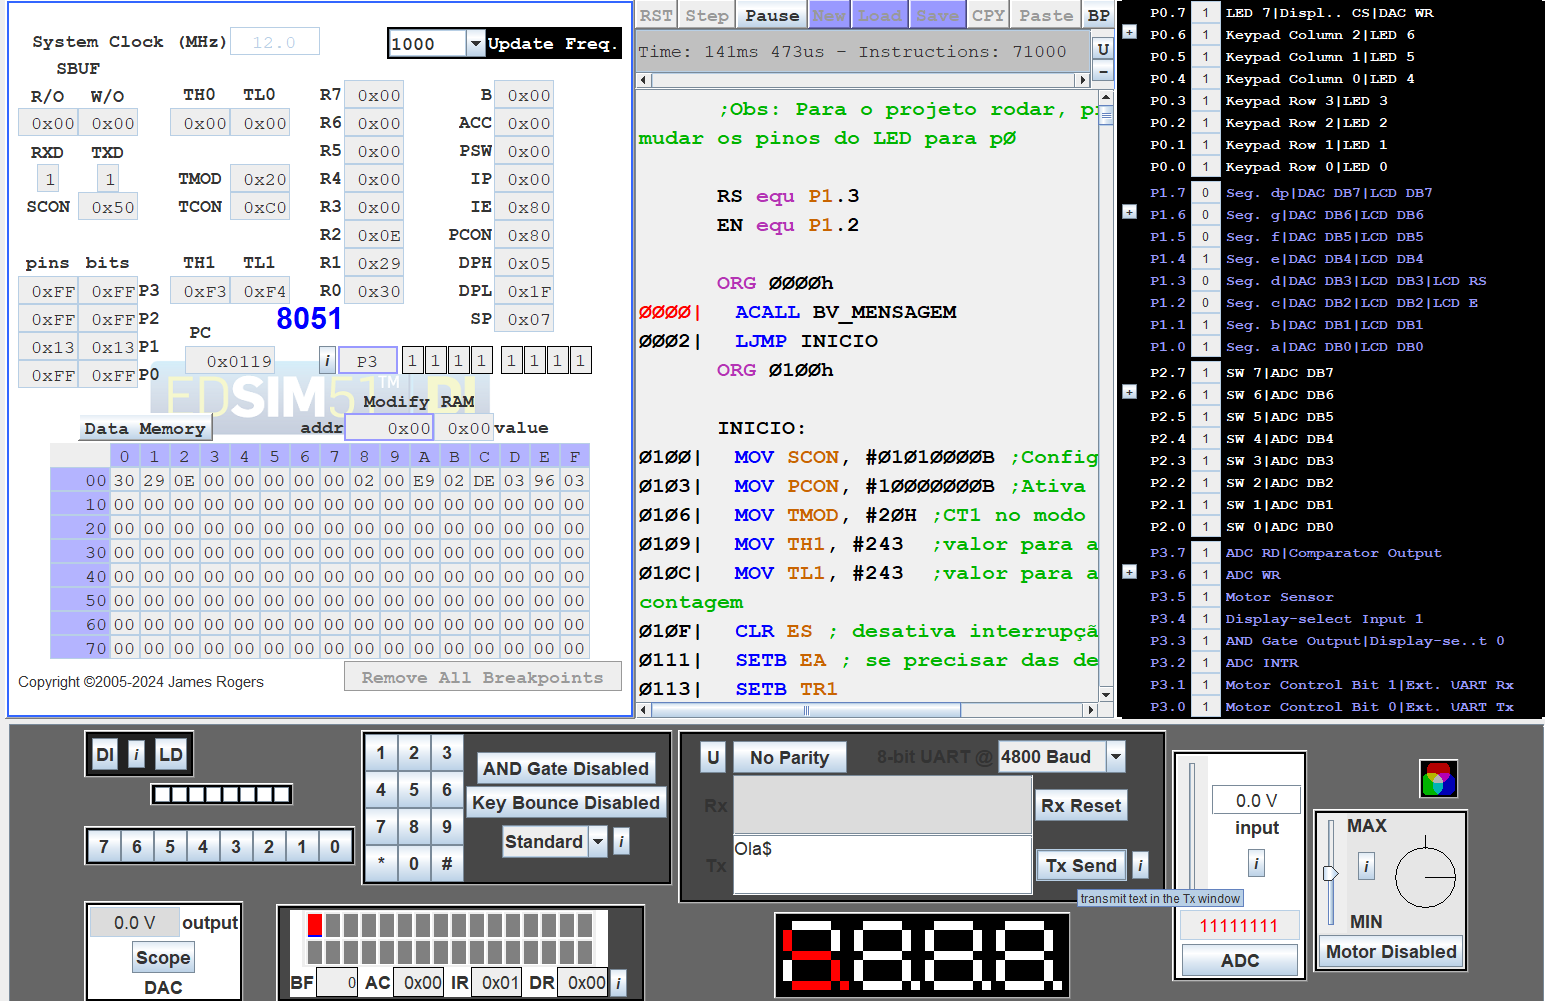 System Clock (MHz) 12.0 1000 Update Freq.
SBUF
R/O W/O TH0 TL0 R7 0x00 B 0x00
0x00 0x00 0x00 0x00 R6 0x00 ACC 0x00
RXD TXD R5 0x00 PSW 0x00
1 1 TMOD 0x20 R4 0x00 IP 0x00
SCON 0x50 TCON 0xC0 R3 0x00 IE 0x80
R2 0x0E PCON 0x80
pins bits TH1 TL1 R1 0x29 DPH 0x05
0xFF 0xFF P3 0xF3 0xF4 R0 0x30 DPL 0x1F
0xFF 0xFF P2 8051 SP 0x07
0x13 0x13 P1 PC
0xFF 0xFF P0 0x0119 i P3 1 1 1 1 1 1 1 1
EDSIM51™ DI
Modify RAM
Data Memory addr 0x00 0x00 value
0 1 2 3 4 5 6 7 8 9 A B C D E F
00 30 29 0E 00 00 00 00 00 02 00 E9 02 DE 03 96 03
10 00 00 00 00 00 00 00 00 00 00 00 00 00 00 00 00
20 00 00 00 00 00 00 00 00 00 00 00 00 00 00 00 00
30 00 00 00 00 00 00 00 00 00 00 00 00 00 00 00 00
40 00 00 00 00 00 00 00 00 00 00 00 00 00 00 00 00
50 00 00 00 00 00 00 00 00 00 00 00 00 00 00 00 00
60 00 00 00 00 00 00 00 00 00 00 00 00 00 00 00 00
70 00 00 00 00 00 00 00 00 00 00 00 00 00 00 00 00
Copyright ©2005-2024 James Rogers Remove All Breakpoints
RST Step Pause New Load Save CPY Paste BP
Time: 141ms 473us - Instructions: 71000 U
-
;Obs: Para o projeto rodar, p
mudar os pinos do LED para p0
RS equ P1.3
EN equ P1.2
ORG 0000h
0000| ACALL BV_MENSAGEM
0002| LJMP INICIO
ORG 0100h
INICIO:
0100| MOV SCON, #01010000B ;Config
0103| MOV PCON, #10000000B ;Ativa
0106| MOV TMOD, #20H ;CT1 no modo
0109| MOV TH1, #243 ;valor para a
010C| MOV TL1, #243 ;valor para a
contagem
010F| CLR ES ; desativa interrupçã
0111| SETB EA ; se precisar das de
0113| SETB TR1
P0.7 1 LED 7|Displ.. CS|DAC WR
+ P0.6 1 Keypad Column 2|LED 6
P0.5 1 Keypad Column 1|LED 5
P0.4 1 Keypad Column 0|LED 4
P0.3 1 Keypad Row 3|LED 3
P0.2 1 Keypad Row 2|LED 2
P0.1 1 Keypad Row 1|LED 1
P0.0 1 Keypad Row 0|LED 0
P1.7 0 Seg. dp|DAC DB7|LCD DB7
+ P1.6 0 Seg. g|DAC DB6|LCD DB6
P1.5 0 Seg. f|DAC DB5|LCD DB5
P1.4 1 Seg. e|DAC DB4|LCD DB4
P1.3 0 Seg. d|DAC DB3|LCD DB3|LCD RS
P1.2 0 Seg. c|DAC DB2|LCD DB2|LCD E
P1.1 1 Seg. b|DAC DB1|LCD DB1
P1.0 1 Seg. a|DAC DB0|LCD DB0
P2.7 1 SW 7|ADC DB7
+ P2.6 1 SW 6|ADC DB6
P2.5 1 SW 5|ADC DB5
P2.4 1 SW 4|ADC DB4
P2.3 1 SW 3|ADC DB3
P2.2 1 SW 2|ADC DB2
P2.1 1 SW 1|ADC DB1
P2.0 1 SW 0|ADC DB0
P3.7 1 ADC RD|Comparator Output
+ P3.6 1 ADC WR
P3.5 1 Motor Sensor
P3.4 1 Display-select Input 1
P3.3 1 AND Gate Output|Display-se..t 0
P3.2 1 ADC INTR
P3.1 1 Motor Control Bit 1|Ext. UART Rx
P3.0 1 Motor Control Bit 0|Ext. UART Tx
DI i LD
7 6 5 4 3 2 1 0
0.0 V output
Scope
DAC
1 2 3
4 5 6
7 8 9
* 0 #
AND Gate Disabled
Key Bounce Disabled
Standard i
BF 0 AC 0x00 IR 0x01 DR 0x00 i
U No Parity 8-bit UART @ 4800 Baud
Rx Rx Reset
Tx Ola$ Tx Send i
transmit text in the Tx window
5.8.8.8.
0.0 V
input
i
11111111
ADC
MAX
i
MIN
Motor Disabled